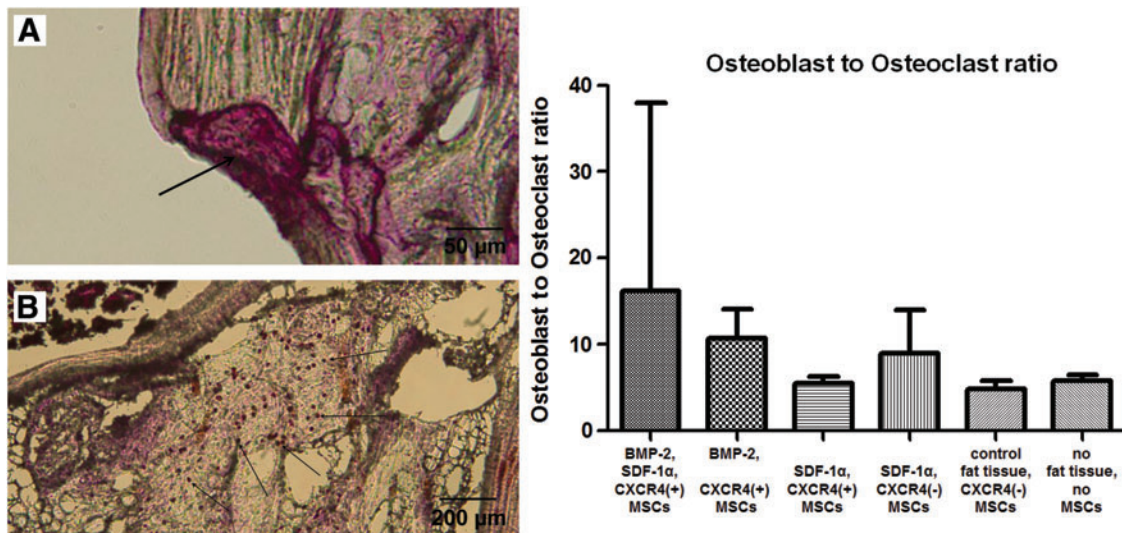 A
50 µm
B
200 µm
Osteoblast to Osteoclast ratio
Osteoblast to Osteoclast ratio
40
30
20
10
0
BMP-2,
SDF-1α,
CXCR4(+)
MSCs
BMP-2,
CXCR4(+)
MSCs
SDF-1α,
CXCR4(+)
MSCs
SDF-1α,
CXCR4(-)
MSCs
control
fat tissue,
CXCR4(-)
MSCs
no
fat tissue,
no
MSCs